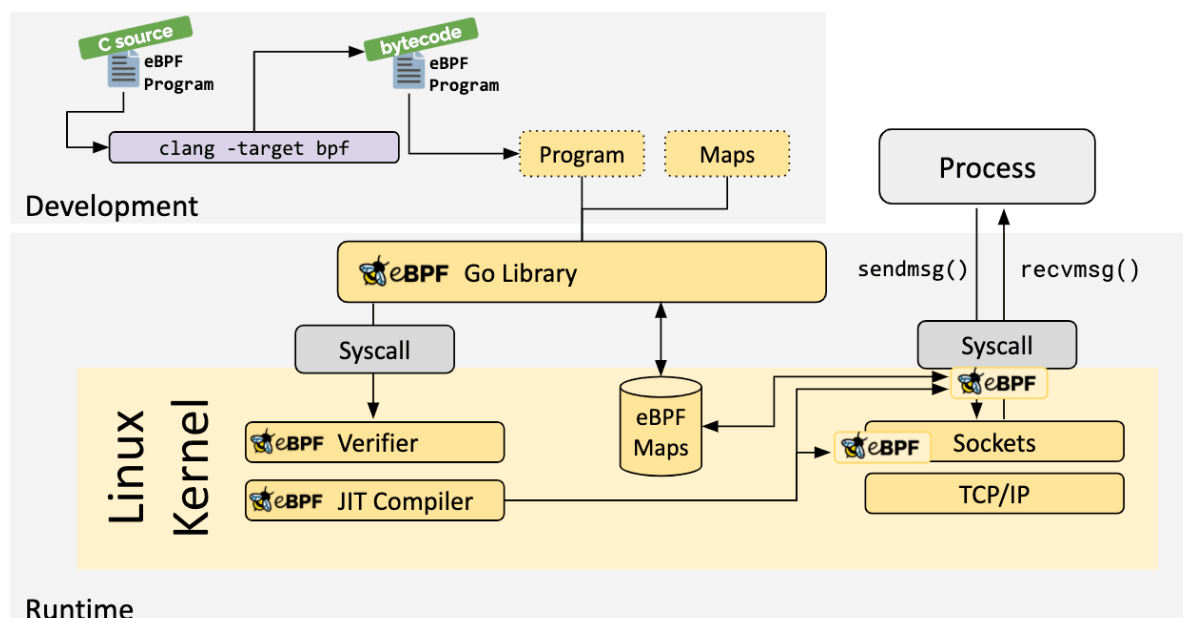 C source
eBPF
Program
bytecode
eBPF
Program
clang -target bpf
Program
Maps
Development
Process
eBPF Go Library
sendmsg()
recvmsg()
Syscall
Syscall
eBPF
Linux
Kernel
eBPF Verifier
eBPF
Maps
eBPF
Sockets
eBPF JIT Compiler
TCP/IP
Runtime